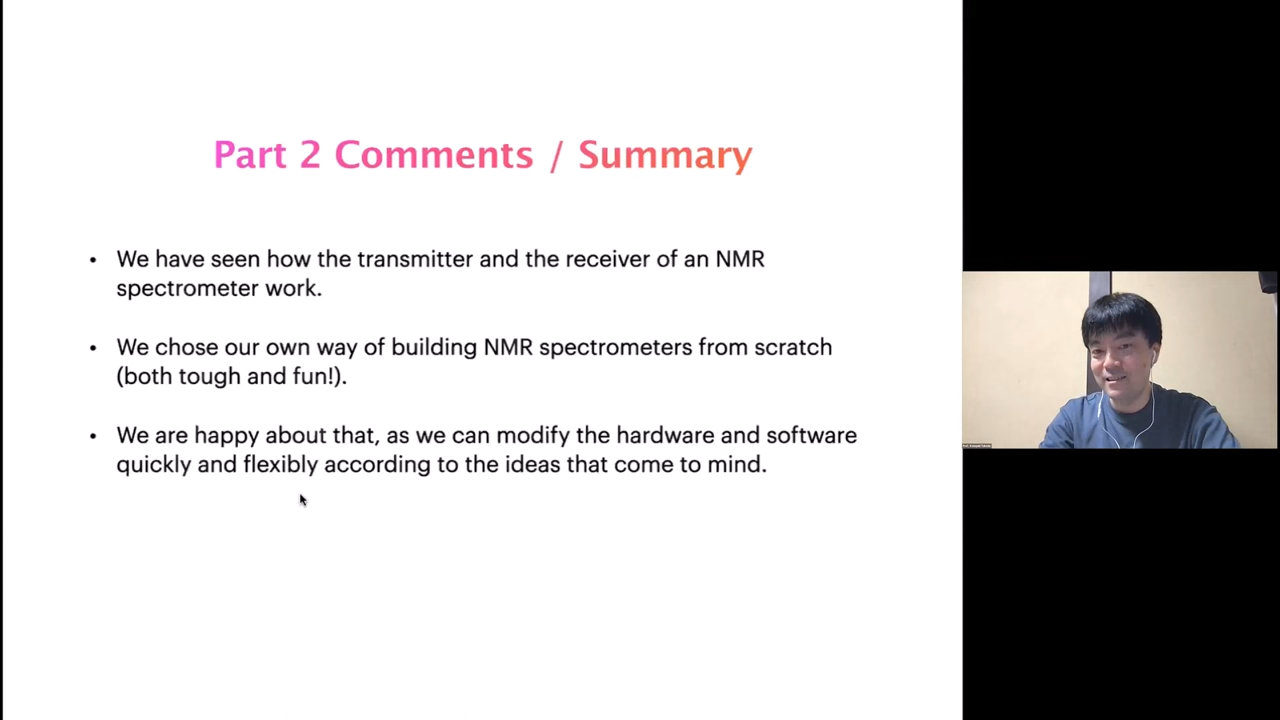 Part 2 Comments / Summary
• We have seen how the transmitter and the receiver of an NMR
spectrometer work.
• We chose our own way of building NMR spectrometers from scratch
(both tough and fun!).
• We are happy about that, as we can modify the hardware and software
quickly and flexibly according to the ideas that come to mind.